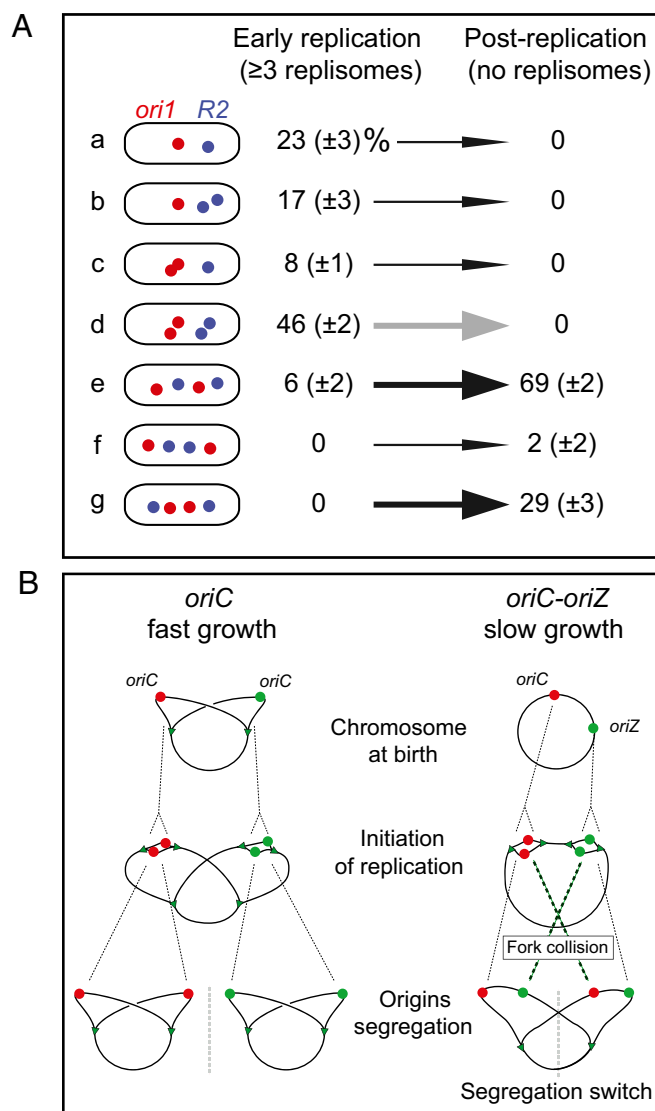 A
Early replication
(≥3 replisomes)
Post-replication
(no replisomes)
ori1 R2
a 23 (±3)% 0
b 17 (±3) 0
c 8 (±1) 0
d 46 (±2) 0
e 6 (±2) 69 (±2)
f 0 2 (±2)
g 0 29 (±3)
B
oriC
fast growth
oriC-oriZ
slow growth
oriC oriC
oriC
oriZ
Chromosome
at birth
Initiation
of replication
Fork collision
Origins
segregation
Segregation switch